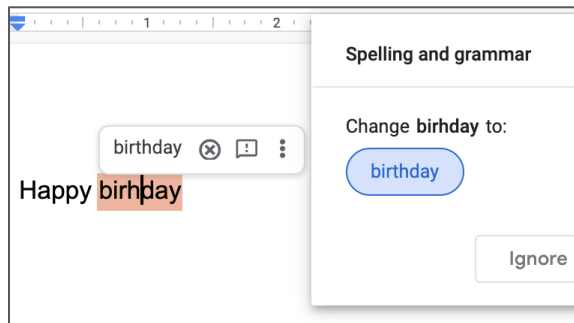 1 2
Spelling and grammar
Change birhday to:
birthday
birthday
Happy birhday
Ignore